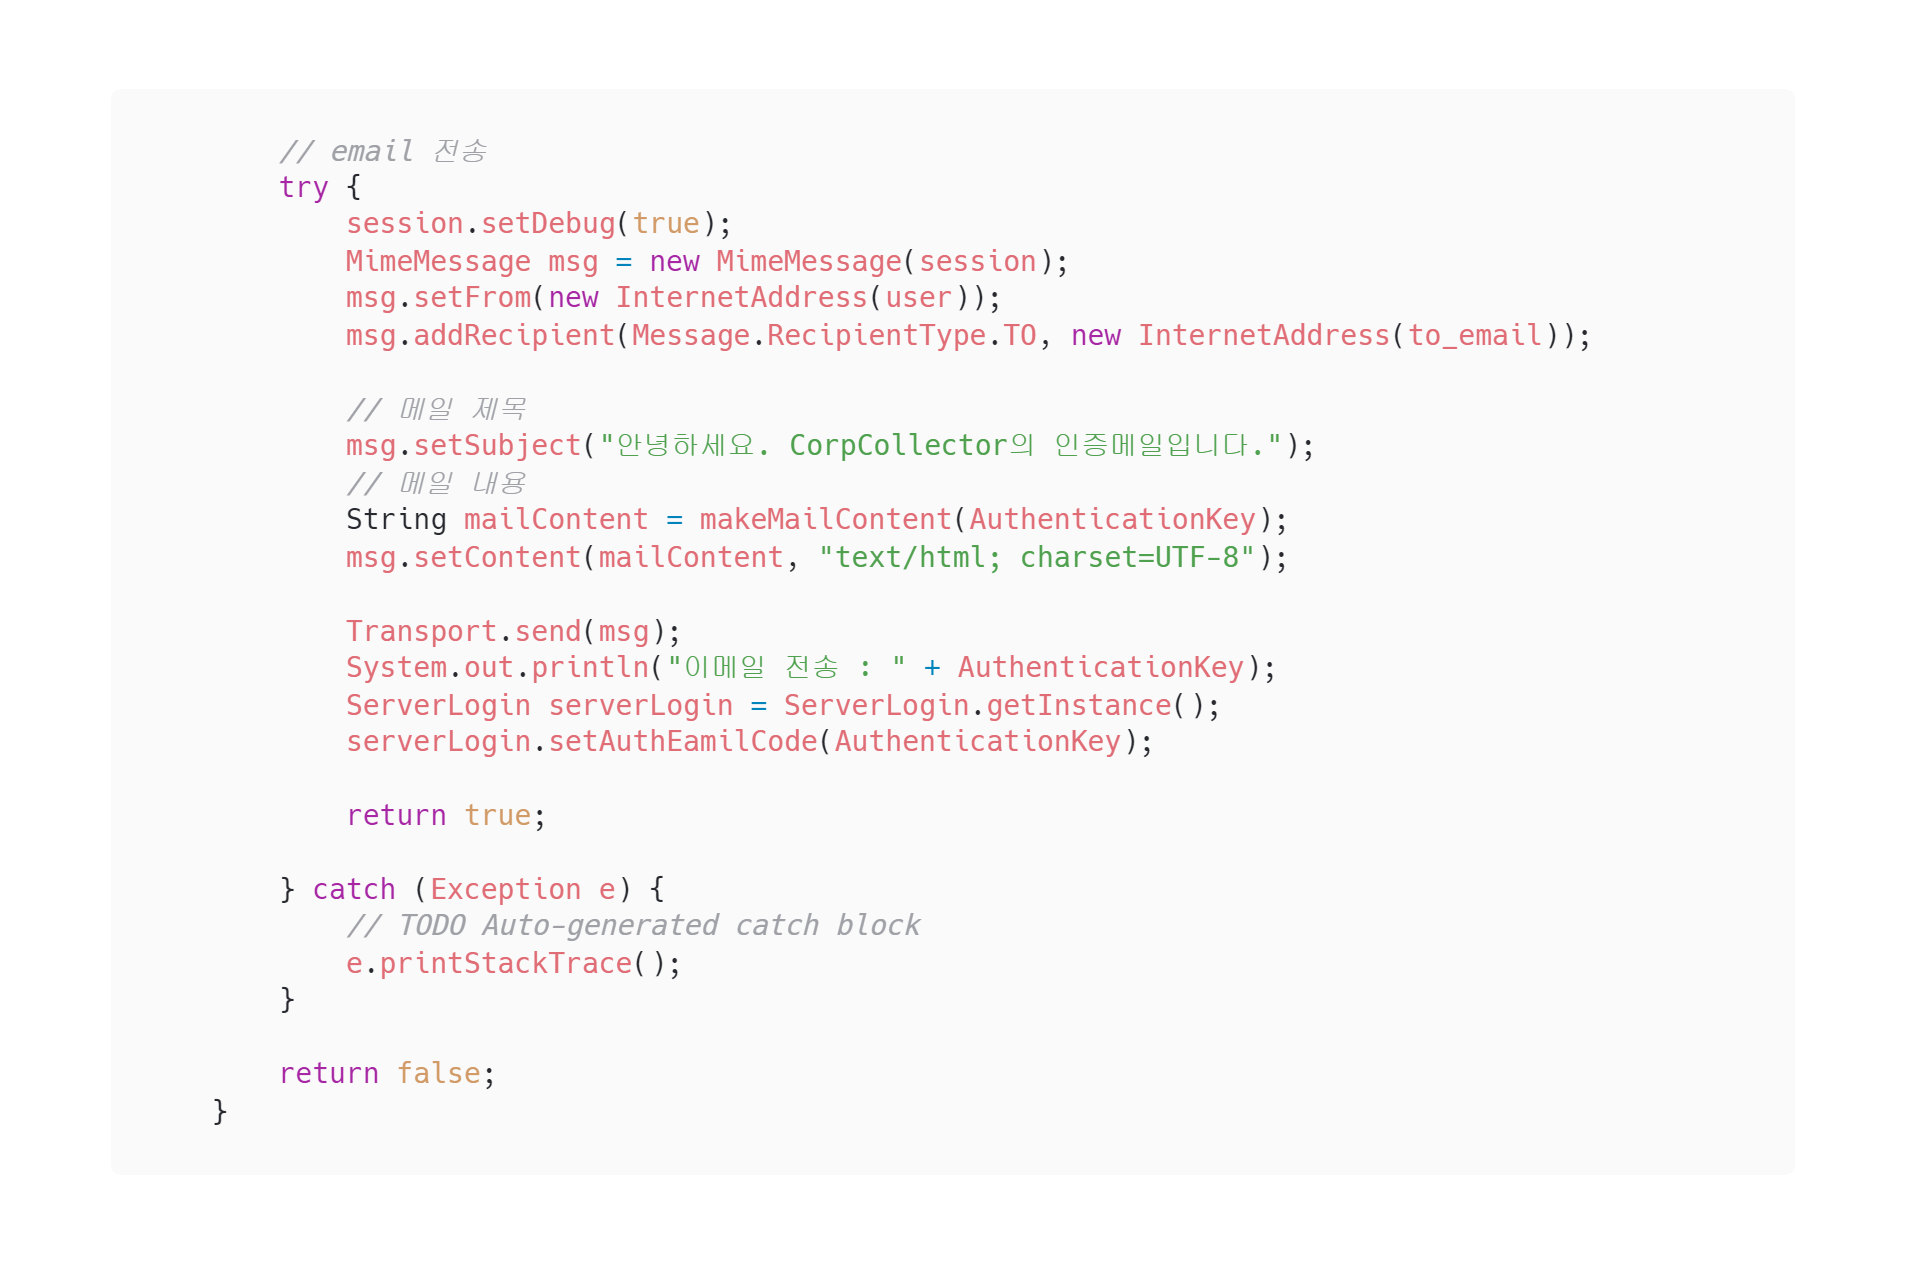 // email 전송
try {
session.setDebug(true);
MimeMessage msg = new MimeMessage(session);
msg.setFrom(new InternetAddress(user));
msg.addRecipient(Message.RecipientType.TO, new InternetAddress(to_email));
// 메일 제목
msg.setSubject("안녕하세요. CorpCollector의 인증메일입니다.");
// 메일 내용
String mailContent = makeMailContent(AuthenticationKey);
msg.setContent(mailContent, "text/html; charset=UTF-8");
Transport.send(msg);
System.out.println("이메일 전송 : " + AuthenticationKey);
ServerLogin serverLogin = ServerLogin.getInstance();
serverLogin.setAuthEamilCode(AuthenticationKey);
return true;
} catch (Exception e) {
// TODO Auto-generated catch block
e.printStackTrace();
}
return false;
}